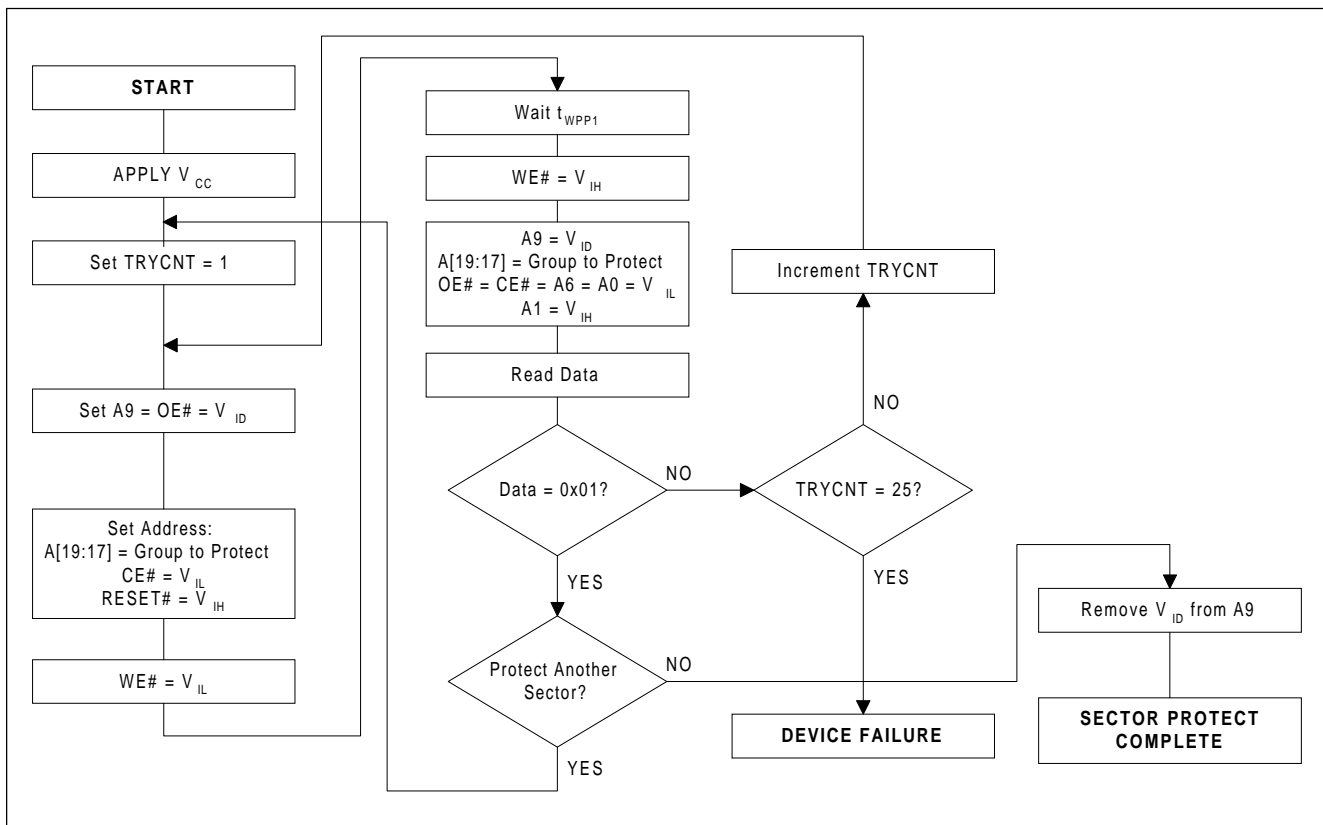 START
APPLY V CC
Set TRYCNT = 1
Set A9 = OE# = V ID
Set Address:
A[19:17] = Group to Protect
CE# = V IL
RESET# = V IH
WE# = V IL
Wait t WPP1
WE# = V IH
A9 = V ID
A[19:17] = Group to Protect
OE# = CE# = A6 = A0 = V IL
A1 = V IH
Read Data
Data = 0x01?
NO
YES
Protect Another
Sector?
NO
YES
Increment TRYCNT
NO
TRYCNT = 25?
YES
DEVICE FAILURE
Remove V ID from A9
SECTOR PROTECT
COMPLETE